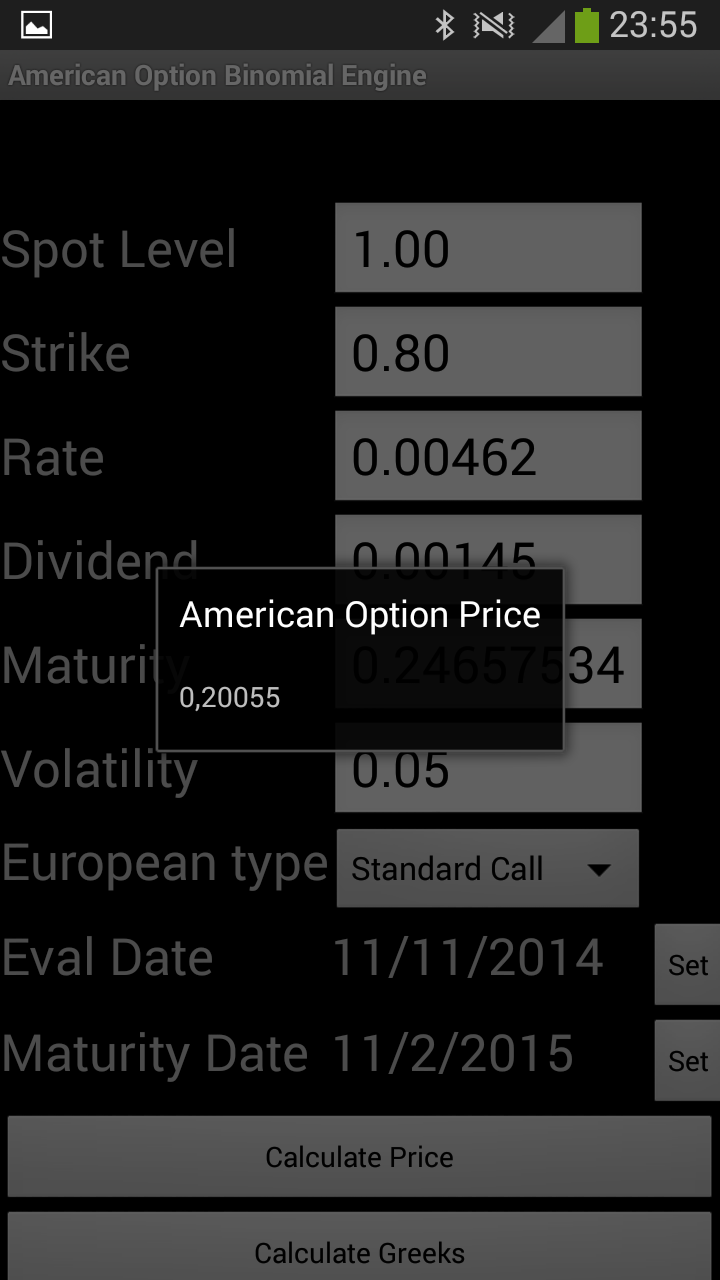 23:55
American Option Binomial Engine
Spot Level 1.00
Strike 0.80
Rate 0.00462
Dividend 0.00145
American Option Price
Maturity 0.24657534
0,20055
Volatility 0.05
European type Standard Call
Eval Date 11/11/2014 Set
Maturity Date 11/2/2015 Set
Calculate Price
Calculate Greeks